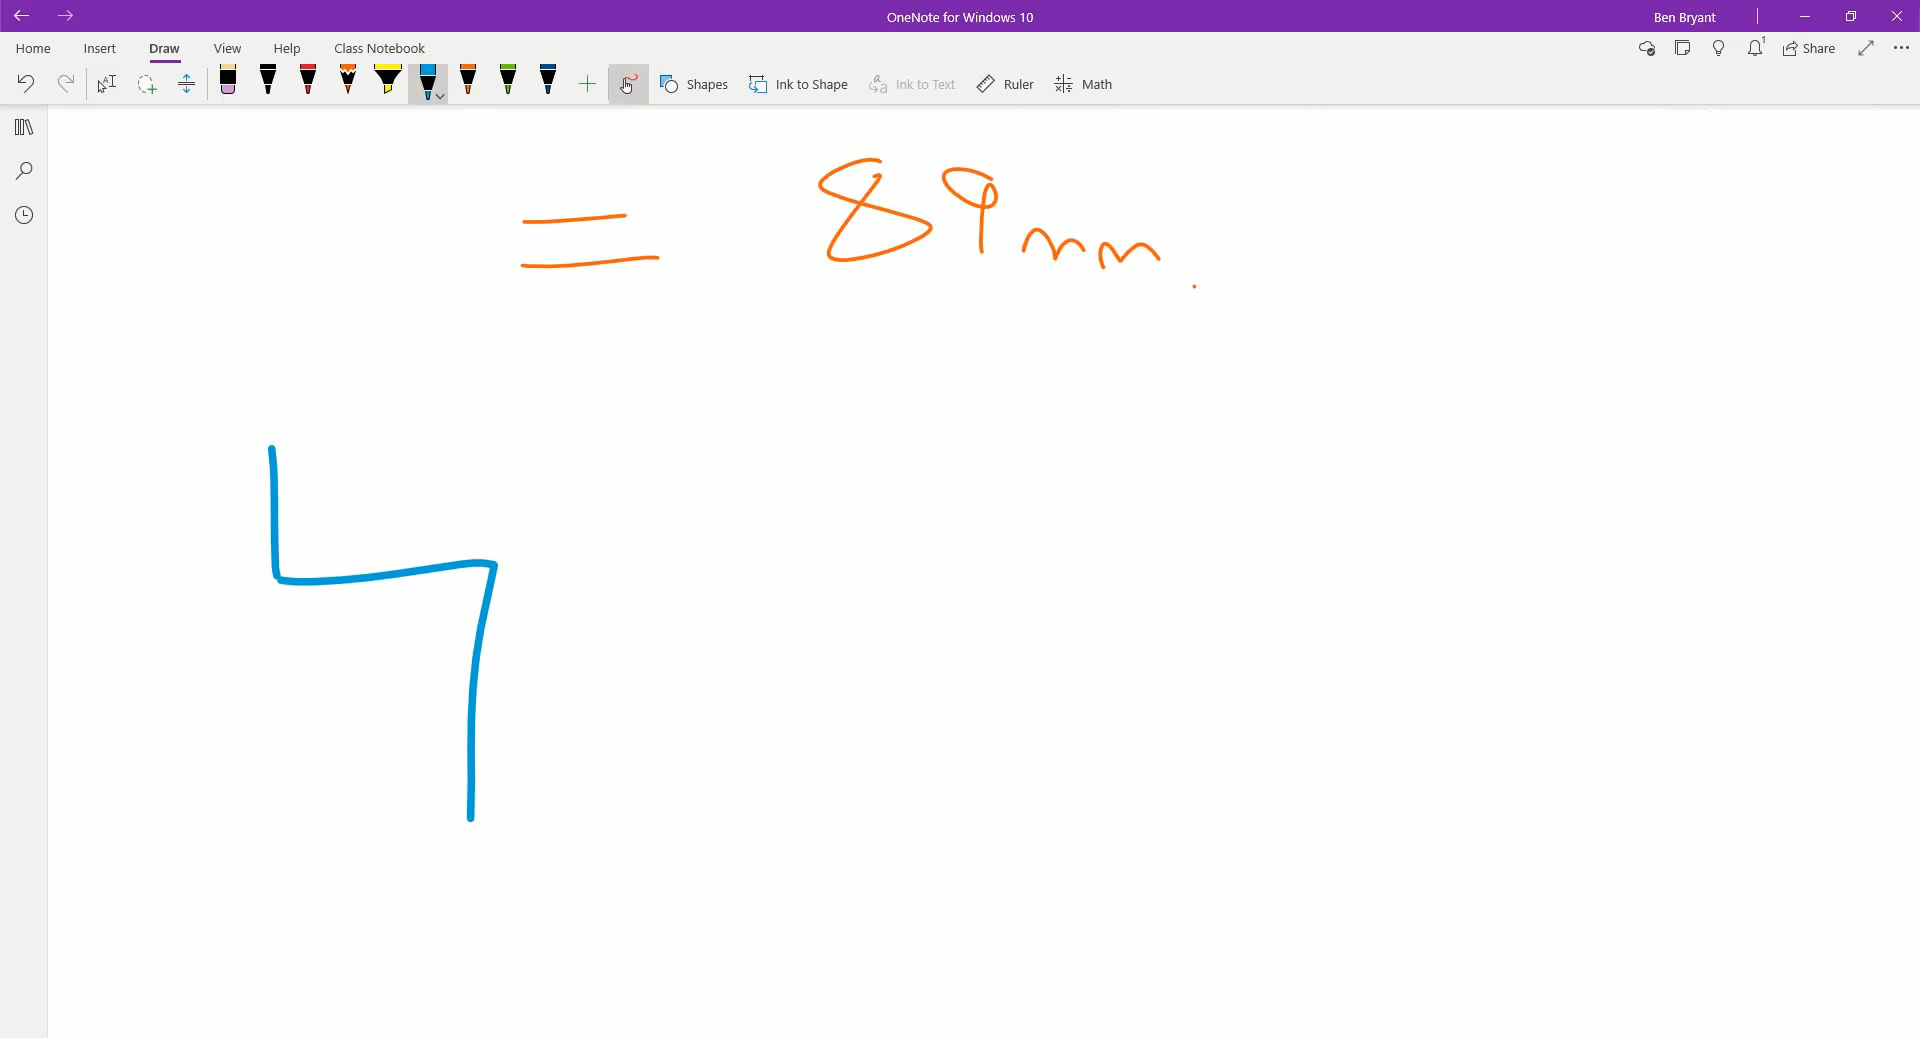 OneNote for Windows 10
Ben Bryant
Home Insert Draw View Help Class Notebook
1
Share
Shapes Ink to Shape Ink to Text Ruler Math
= 89mm.